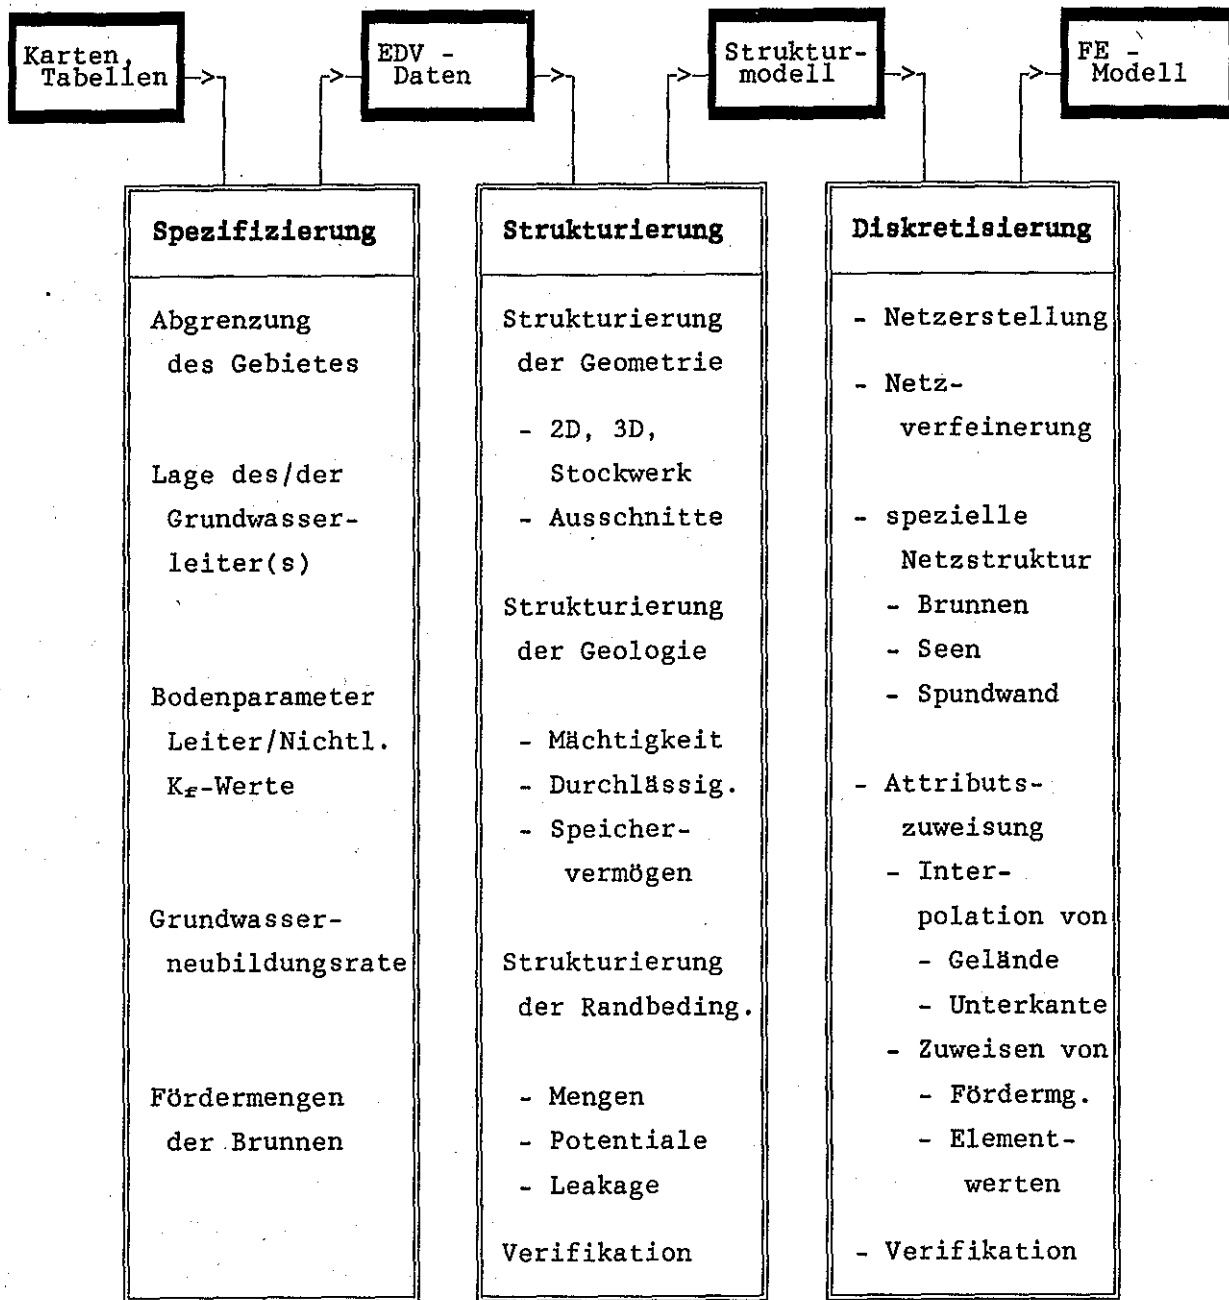 Karten,
Tabellen
EDV -
Daten
Struktur-
modell
FE -
Modell
Spezifizierung
Abgrenzung
des Gebietes
Lage des/der
Grundwasser-
leiter(s)
Bodenparameter
Leiter/Nichtl.
Kf-Werte
Grundwasser-
neubildungsrate
Fördermengen
der Brunnen
Strukturierung
Strukturierung
der Geometrie
- 2D, 3D,
Stockwerk
- Ausschnitte
Strukturierung
der Geologie
- Mächtigkeit
- Durchlässig.
- Speicher-
vermögen
Strukturierung
der Randbeding.
- Mengen
- Potentiale
- Leakage
Verifikation
Diskretisierung
- Netzerstellung
- Netz-
verfeinerung
- spezielle
Netzstruktur
- Brunnen
- Seen
- Spundwand
- Attributs-
zuweisung
- Inter-
polation von
- Gelände
- Unterkante
- Zuweisen von
- Fördermg.
- Element-
werten
- Verifikation